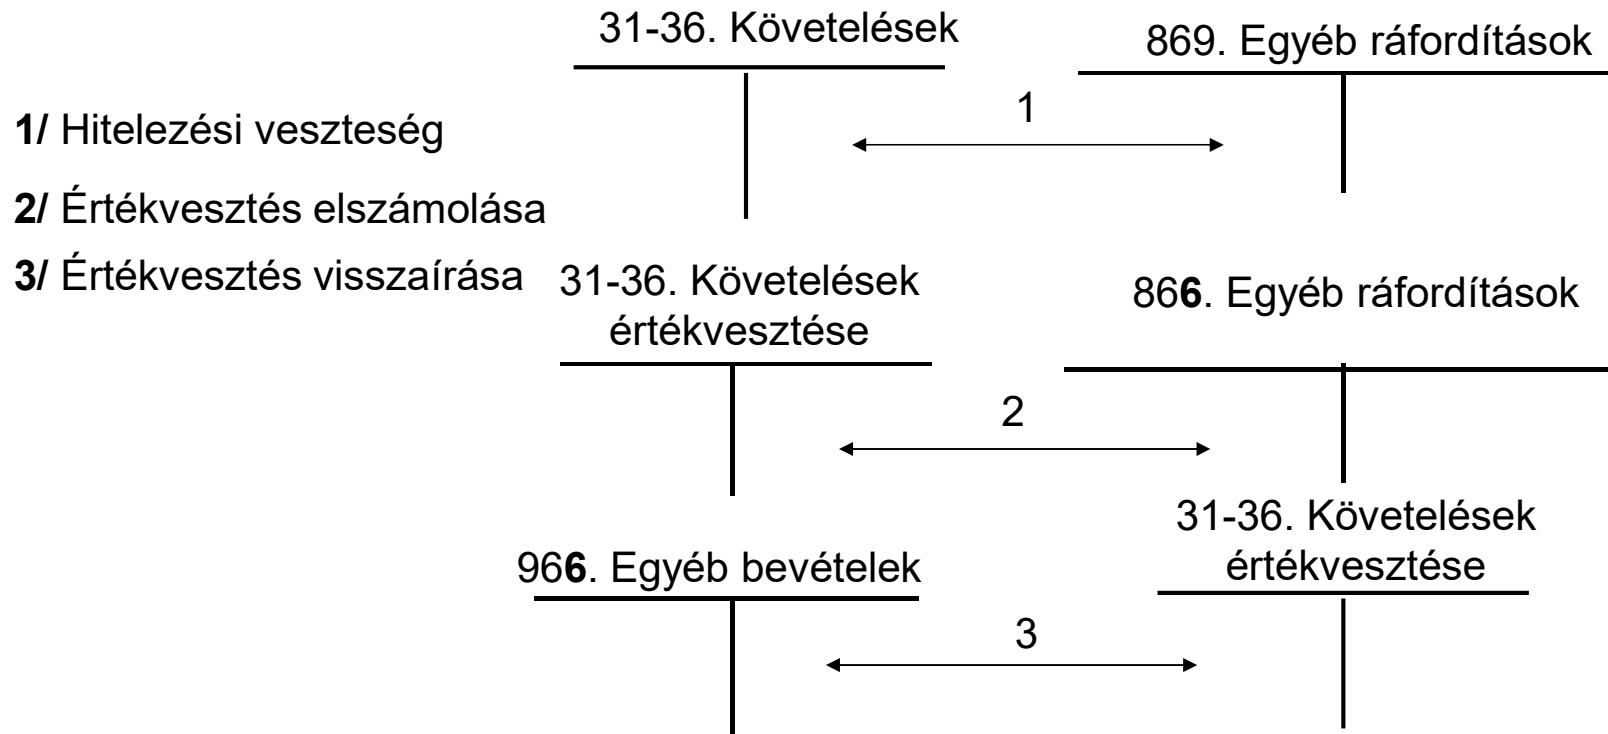 31-36. Követelések
869. Egyéb ráfordítások
1
1/ Hitelezési veszteség
2/ Értékvesztés elszámolása
3/ Értékvesztés visszaírása
31-36. Követelések
értékvesztése
866. Egyéb ráfordítások
2
966. Egyéb bevételek
31-36. Követelések
értékvesztése
3